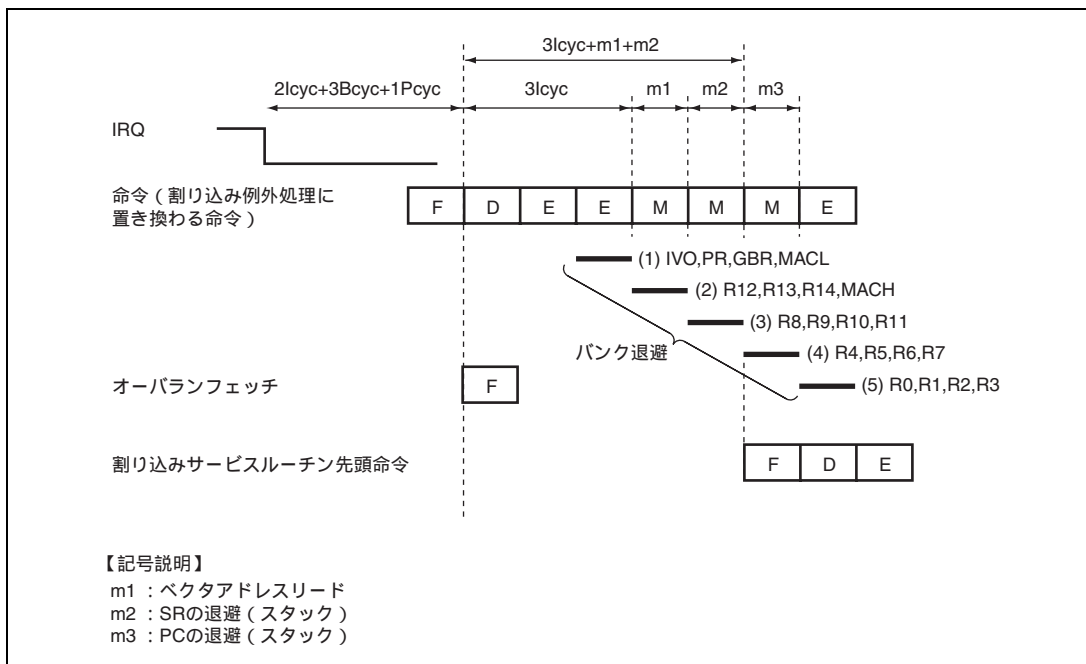 3Icyc+m1+m2
2Icyc+3Bcyc+1Pcyc
3Icyc
m1
m2
m3
IRQ
命令(割り込み例外処理に
置き換わる命令)
F D E E M M M E
(1) IVO,PR,GBR,MACL
(2) R12,R13,R14,MACH
(3) R8,R9,R10,R11
バンク退避
(4) R4,R5,R6,R7
(5) R0,R1,R2,R3
オーバランフェッチ
F
割り込みサービスルーチン先頭命令
F D E
【記号説明】
m1 : ベクタアドレスリード
m2 : SRの退避(スタック)
m3 : PCの退避(スタック)